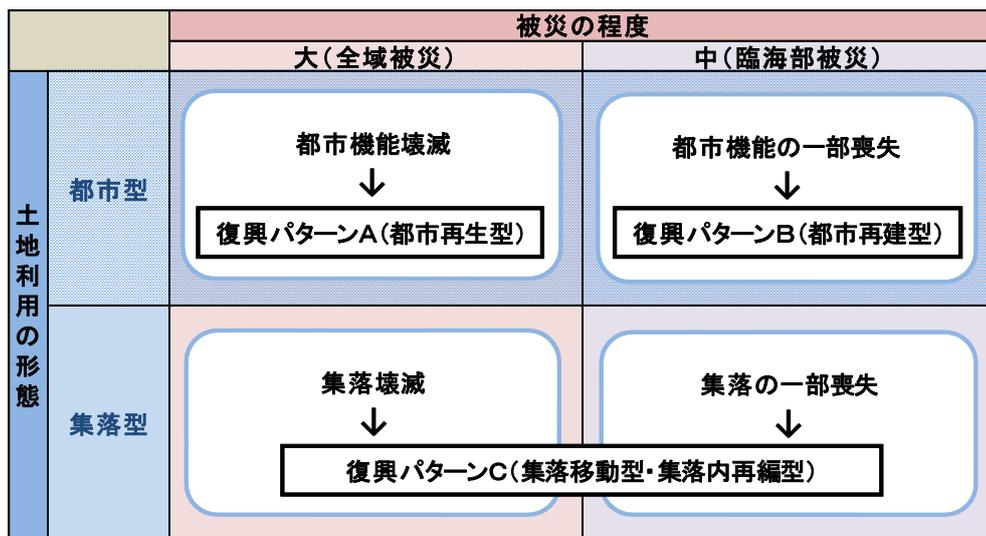 被災の程度
大（全域被災）
中（臨海部被災）
土地利用の形態
都市型
都市機能壊滅
↓
復興パターンA（都市再生型）
都市機能の一部喪失
↓
復興パターンB（都市再建型）
集落型
集落壊滅
↓
集落の一部喪失
↓
復興パターンC（集落移動型・集落内再編型）